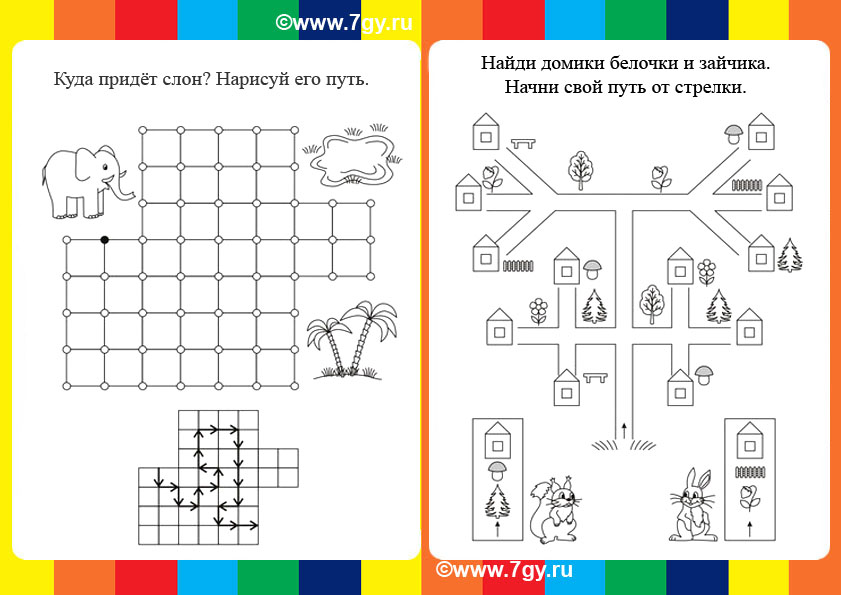 ©www.7gy.ru
Куда придёт слон? Нарисуй его путь.
Найди домики белочки и зайчика.
Начни свой путь от стрелки.
©www.7gy.ru